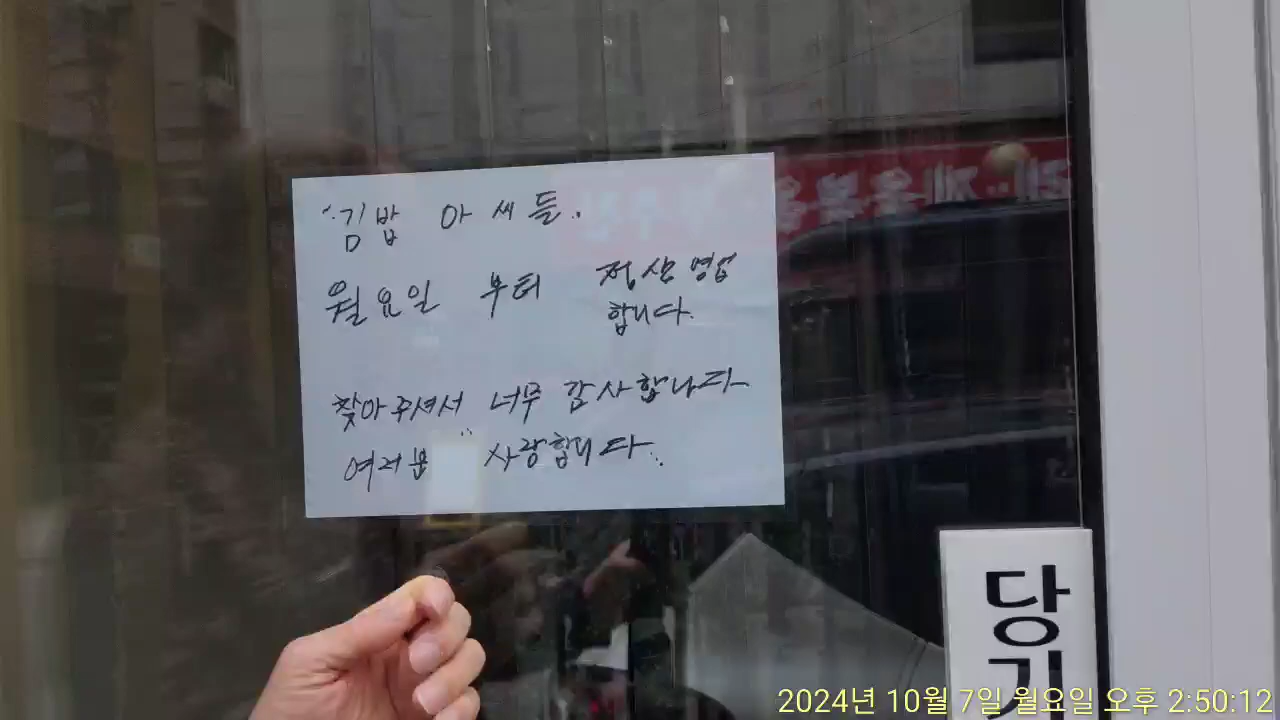 "김밥 아씨들.
월요일 부터 정상영업
합니다.
찾아주셔서 너무 감사합니다
여러분 "사랑합니다".
당기
2024년 10월 7일 월요일 오후 2:50:12